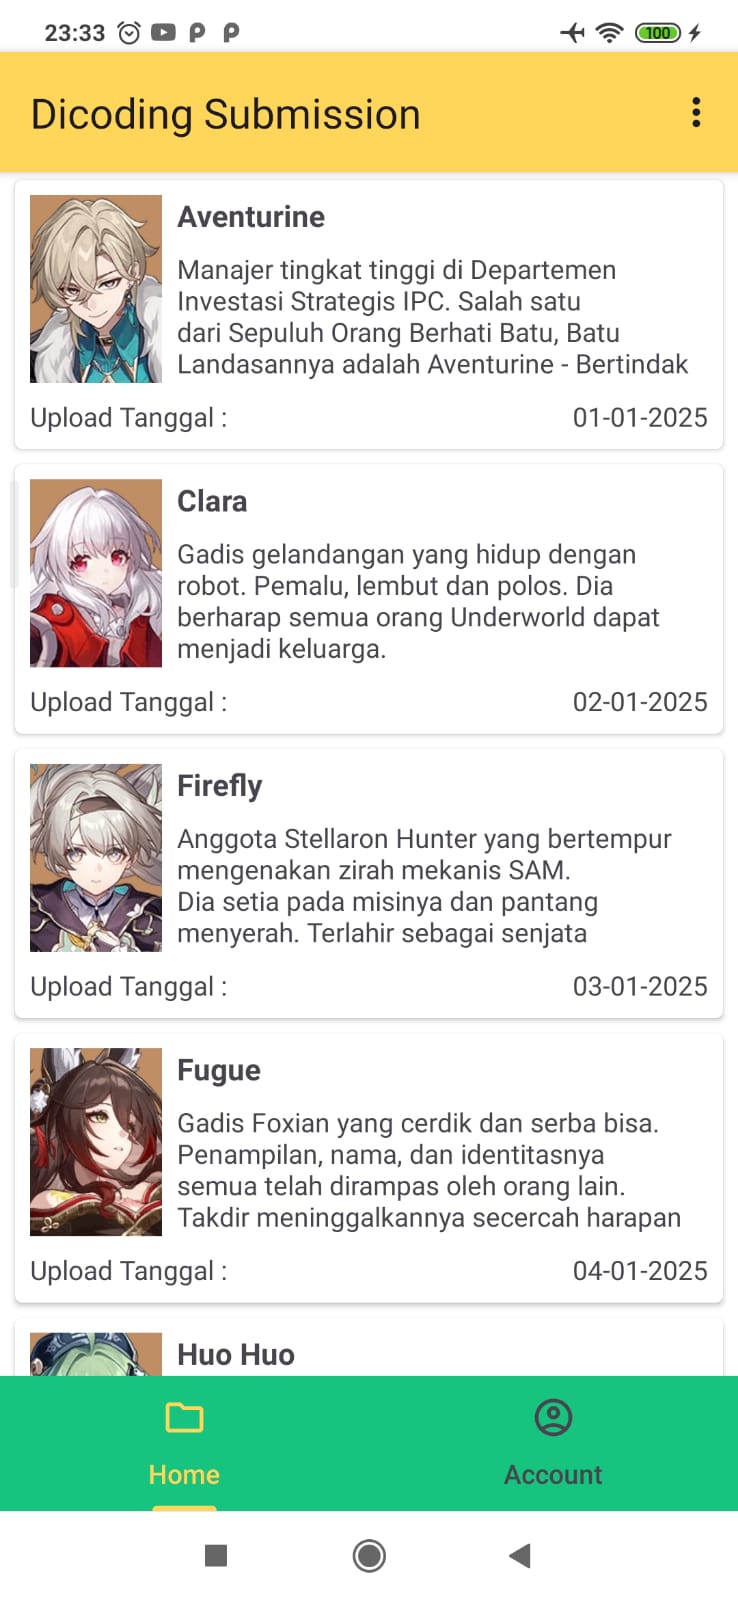 23:33
100
Dicoding Submission
Aventurine
Manajer tingkat tinggi di Departemen
Investasi Strategis IPC. Salah satu
dari Sepuluh Orang Berhati Batu, Batu
Landasannya adalah Aventurine - Bertindak
Upload Tanggal :
01-01-2025
Clara
Gadis gelandangan yang hidup dengan
robot. Pemalu, lembut dan polos. Dia
berharap semua orang Underworld dapat
menjadi keluarga.
Upload Tanggal :
02-01-2025
Firefly
Anggota Stellaron Hunter yang bertempur
mengenakan zirah mekanis SAM.
Dia setia pada misinya dan pantang
menyerah. Terlahir sebagai senjata
Upload Tanggal :
03-01-2025
Fugue
Gadis Foxian yang cerdik dan serba bisa.
Penampilan, nama, dan identitasnya
semua telah dirampas oleh orang lain.
Takdir meninggalkannya secercah harapan
Upload Tanggal :
04-01-2025
Huo Huo
Home
Account